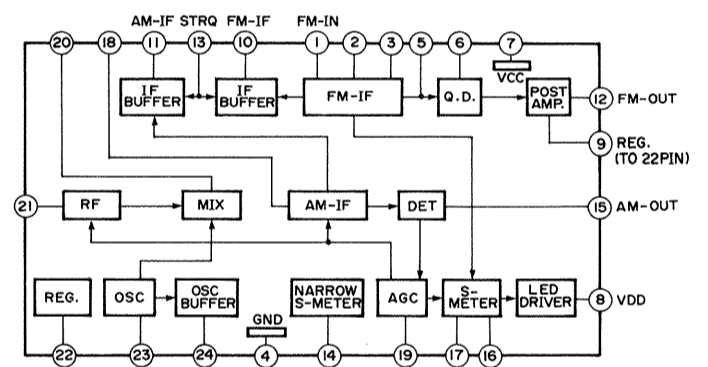 AM-IF STRQ FM-IF FM-IN
20 18 11 13 10 1 2 3 5 6 7
VCC
IF BUFFER
IF BUFFER
FM-IF
Q.D.
POST AMP.
12 FM-OUT
9 REG.
(TO 22PIN)
21 RF MIX AM-IF DET 15 AM-OUT
REG.
OSC
OSC BUFFER
GND
NARROW S-METER
AGC
S-METER
LED DRIVER
8 VDD
22 23 24 4 14 19 17 16